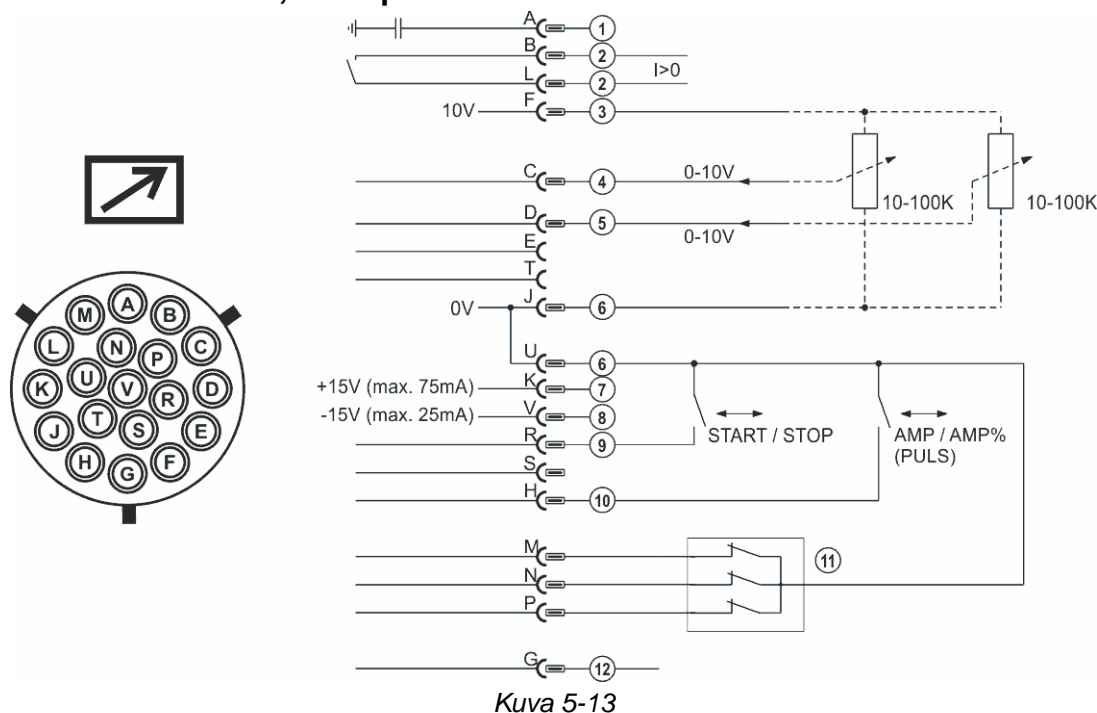 A 1
B 2
L 2 I>0
10V F 3
C 4 0-10V
10-100K 10-100K
D 5
0-10V
E
T
0V J 6
U 6
+15V (max. 75mA) K 7
-15V (max. 25mA) V 8
R 9 START / STOP AMP / AMP%
(PULS)
S
H 10
M 11
N
P
G 12
M A B
L N P C
K U V R D
J T S E
H G F
Kuva 5-13